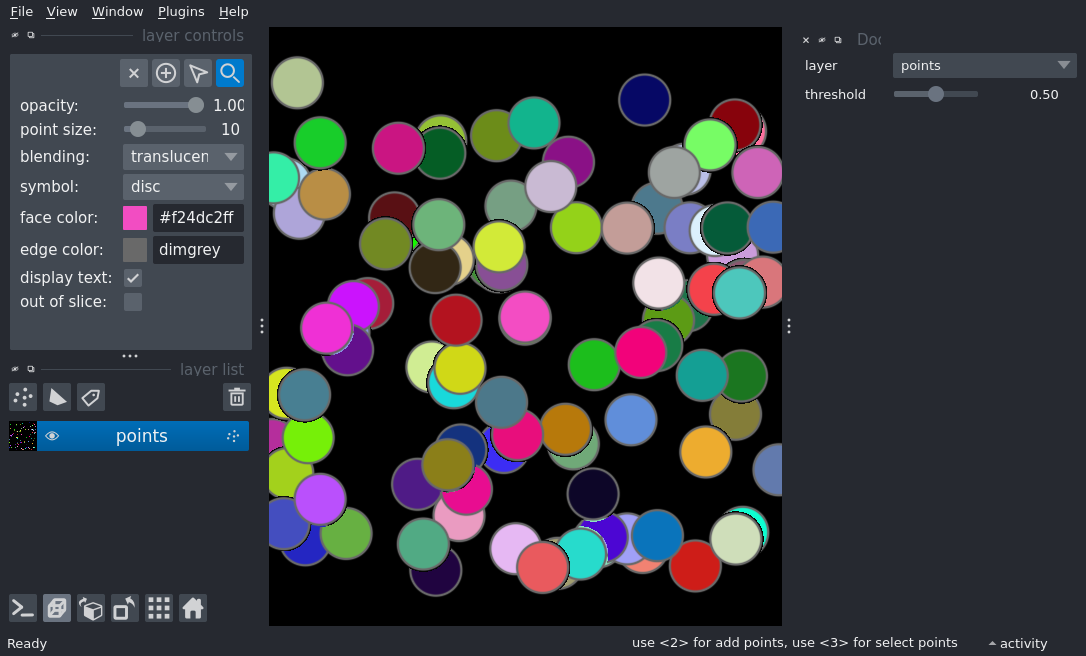 File View Window Plugins Help
layer controls
opacity: 1.00
point size: 10
blending: translucen
symbol: disc
face color: #f24dc2ff
edge color: dimgrey
display text:
out of slice:
layer list
points
Doc
layer points
threshold 0.50
Ready
use <2> for add points, use <3> for select points
activity